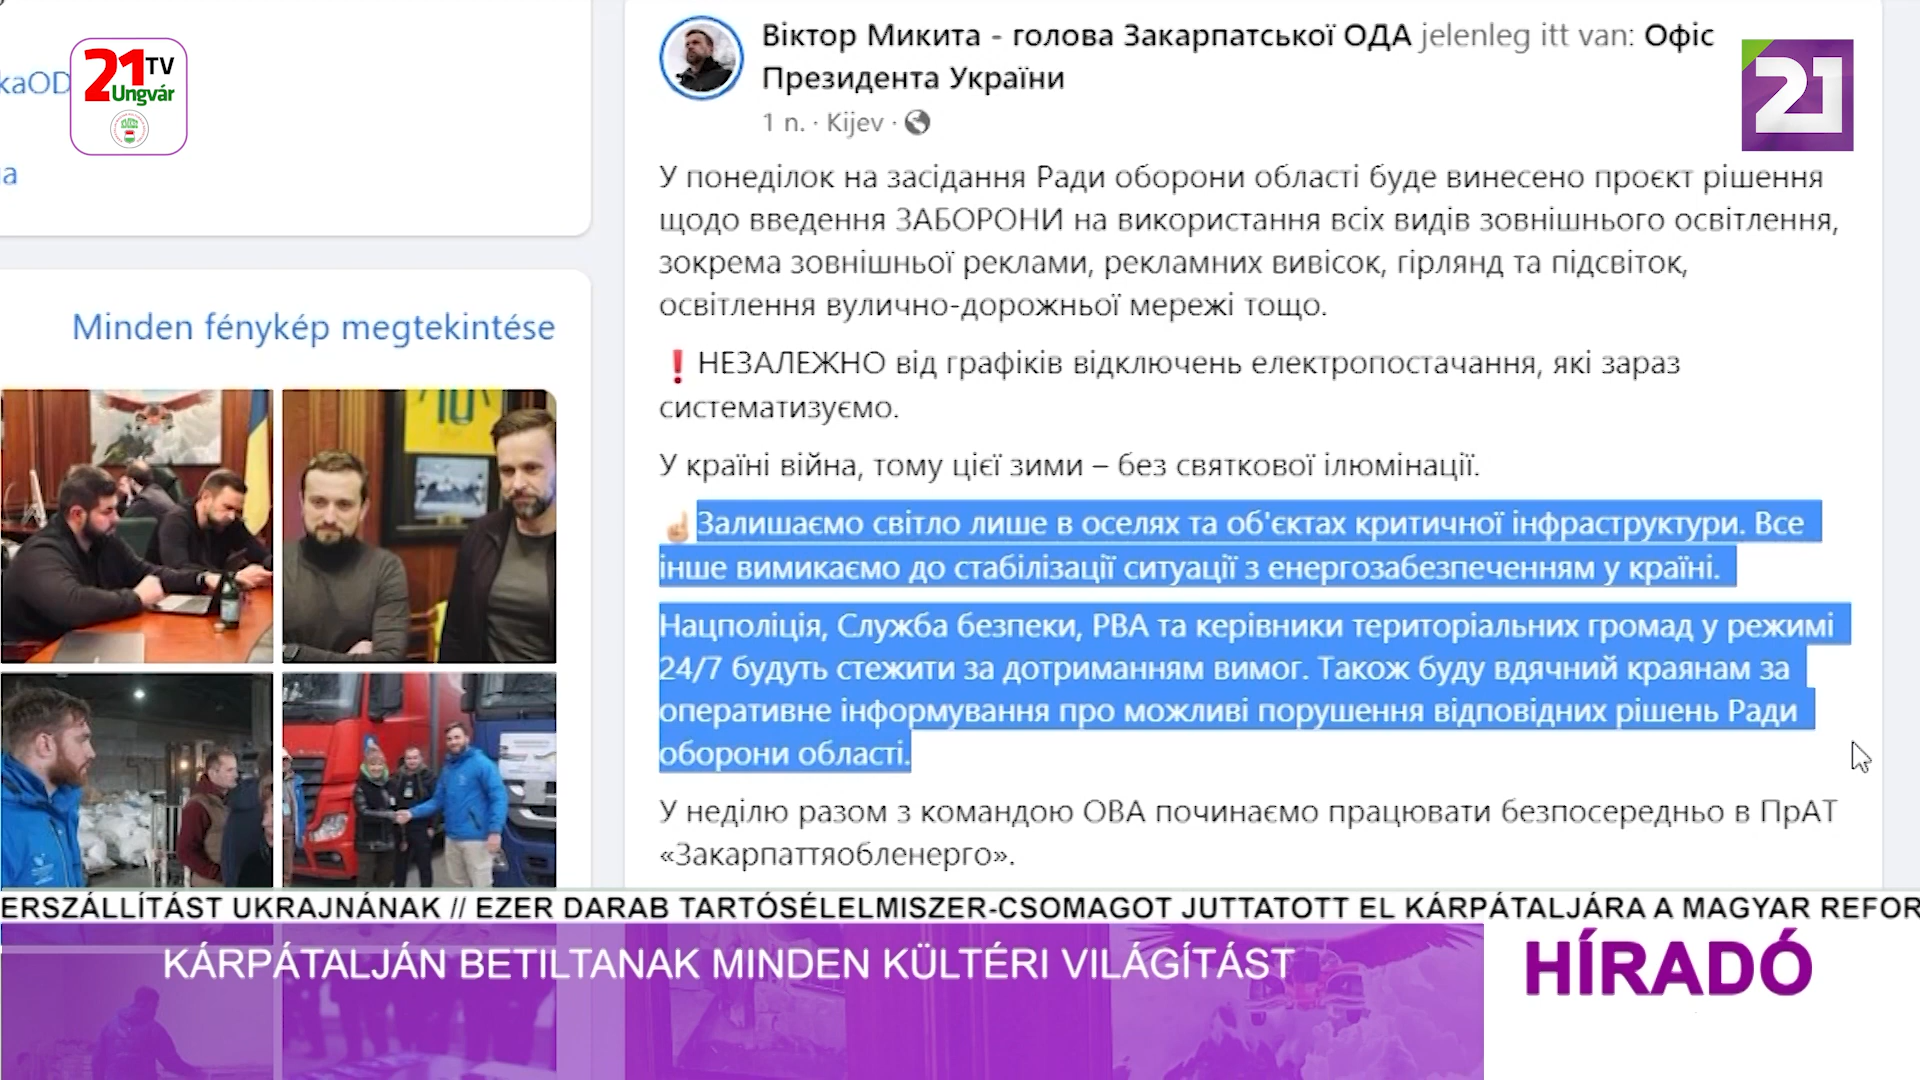 kaOD
21 TV
Ungvár
a
Minden fénykép megtekintése
Віктор Микита - голова Закарпатської ОДА jelenleg itt van: Офіс
Президента України
1 n. · Kijev ·
21
У понеділок на засідання Ради оборони області буде винесено проєкт рішення
щодо введення ЗАБОРОНИ на використання всіх видів зовнішнього освітлення,
зокрема зовнішньої реклами, рекламних вивісок, гірлянд та підсвіток,
освітлення вулично-дорожньої мережі тощо.
❗НЕЗАЛЕЖНО від графіків відключень електропостачання, які зараз
систематизуємо.
У країні війна, тому цієї зими – без святкової ілюмінації.
☝🏻Залишаємо світло лише в оселях та об'єктах критичної інфраструктури. Все
інше вимикаємо до стабілізації ситуації з енергозабезпеченням у країні.
Нацполіція, Служба безпеки, РВА та керівники територіальних громад у режимі
24/7 будуть стежити за дотриманням вимог. Також буду вдячний краянам за
оперативне інформування про можливі порушення відповідних рішень Ради
оборони області.
У неділю разом з командою ОВА починаємо працювати безпосередньо в ПрАТ
«Закарпаттяобленерго».
ERSZÁLLÍTÁST UKRAJNÁNAK // EZER DARAB TARTÓSÉLELMISZER-CSOMAGOT JUTTATOTT EL KÁRPÁTALJÁRA A MAGYAR REFOR
KÁRPÁTALJÁN BETILTANAK MINDEN KÜLTÉRI VILÁGÍTÁST
HÍRADÓ